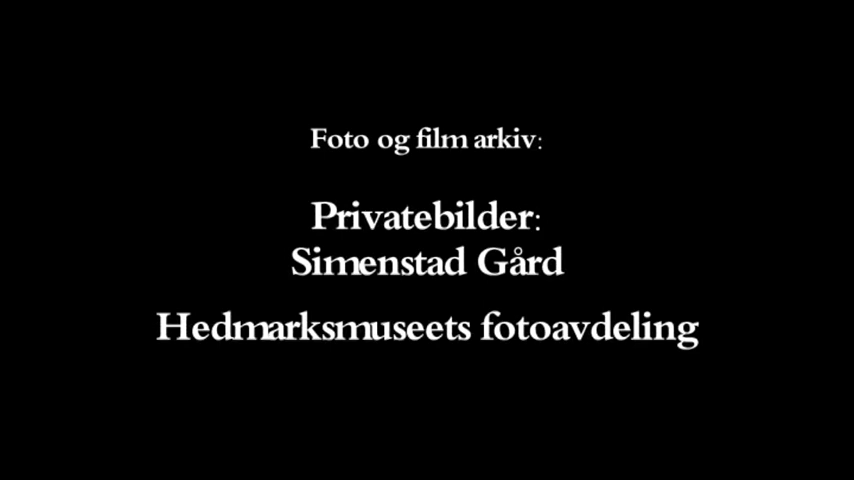 Foto og film arkiv:
Privatebilder:
Simenstad Gård
Hedmarksmuseets fotoavdeling